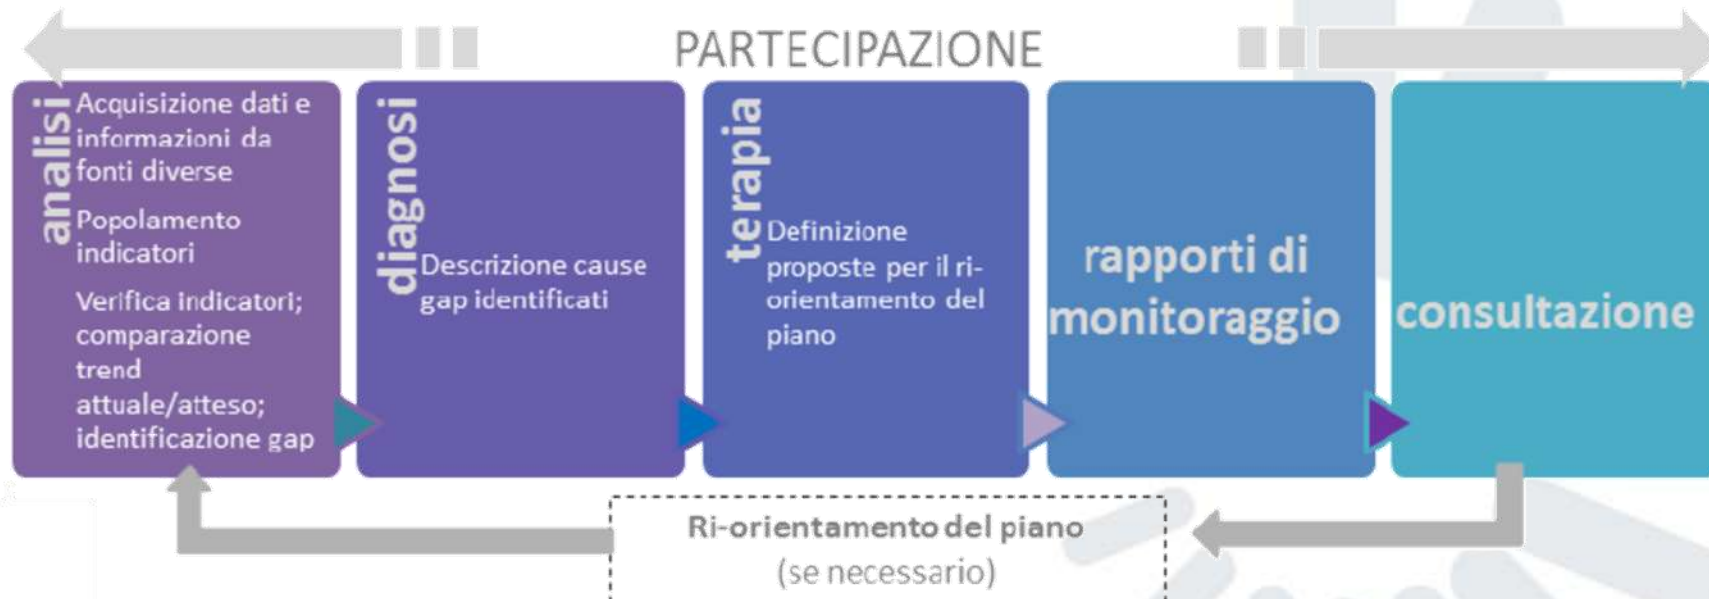 PARTECIPAZIONE
analisi
Acquisizione dati e
informazioni da
fonti diverse
Popolamento
indicatori
Verifica indicatori;
comparazione
trend
attuale/atteso;
identificazione gap
diagnosi
Descrizione cause
gap identificati
terapia
Definizione
proposte per il ri-
orientamento del
piano
rapporti di
monitoraggio
consultazione
Ri-orientamento del piano
(se necessario)